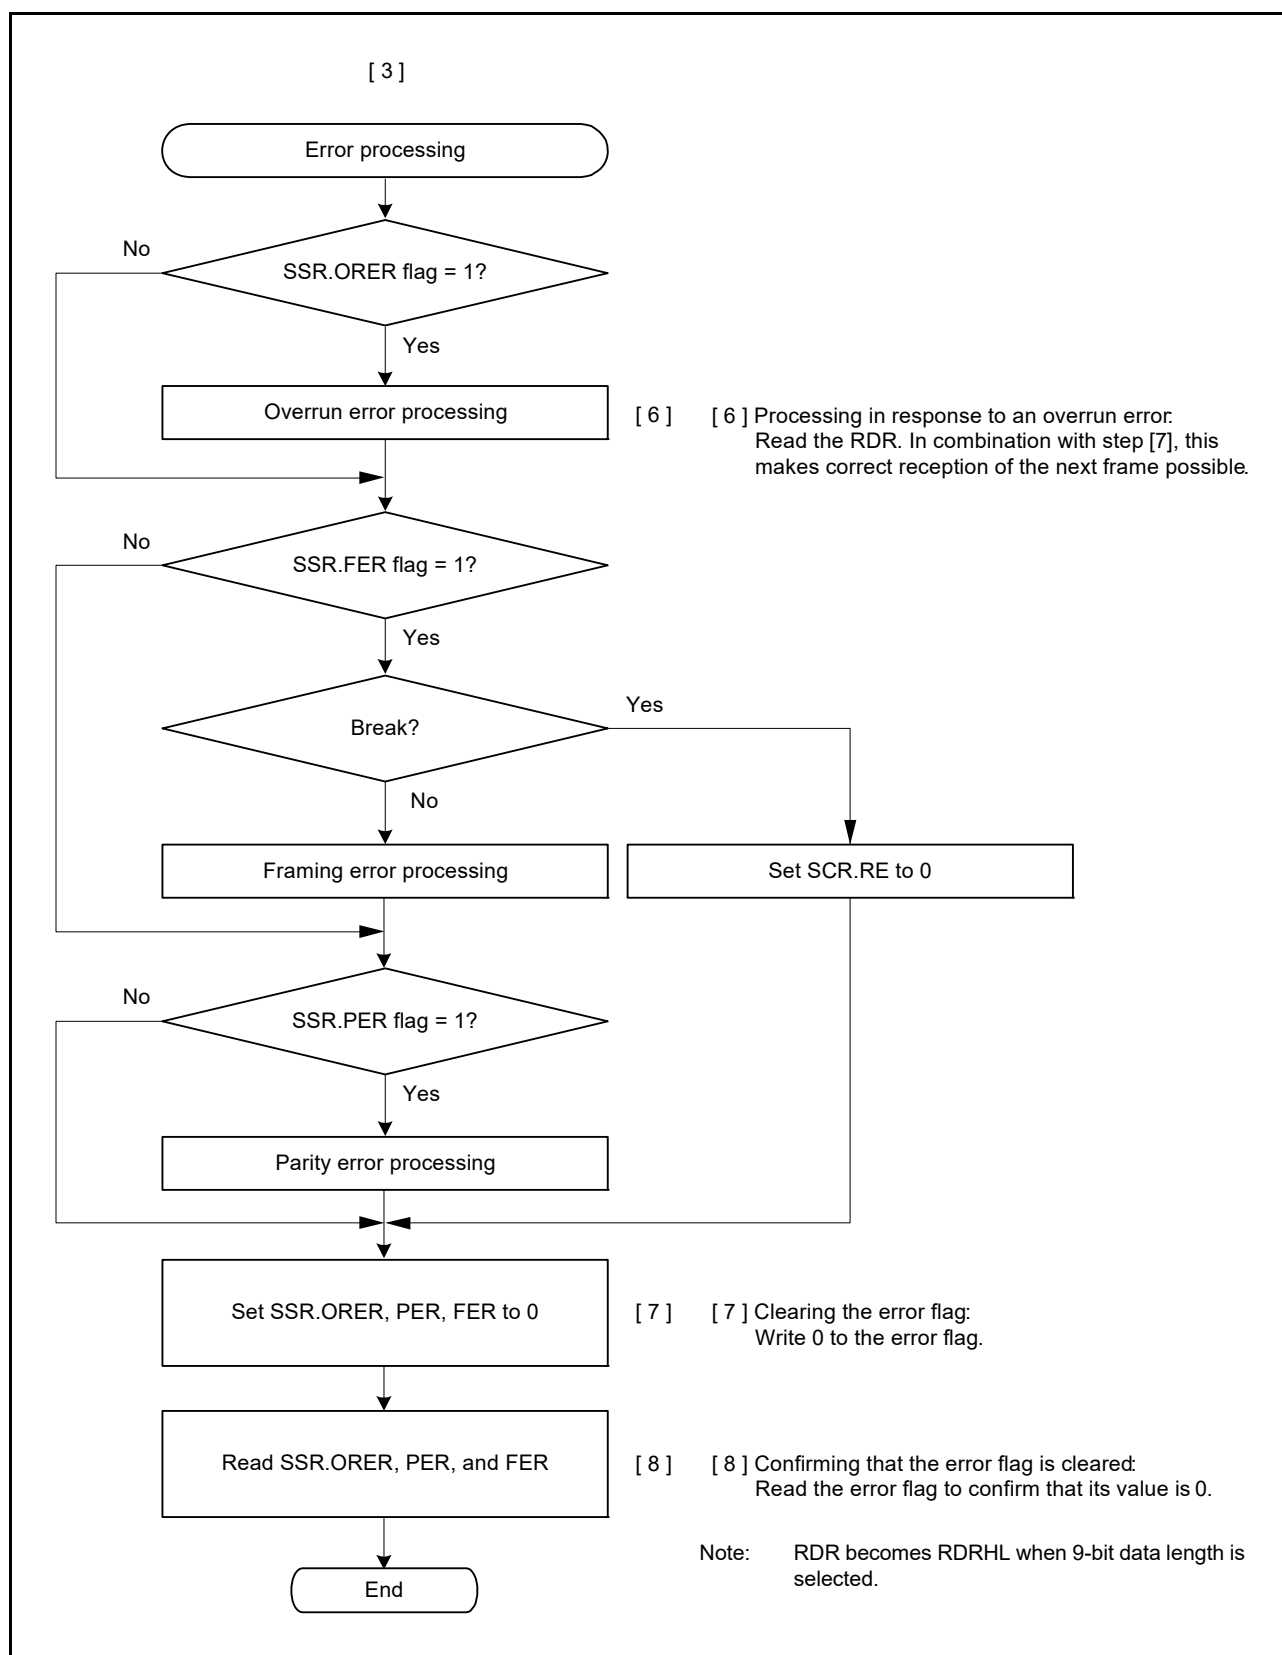 [ 3 ]
Error processing
No
SSR.ORER flag = 1?
Yes
Overrun error processing
[ 6 ]
[ 6 ] Processing in response to an overrun error:
Read the RDR. In combination with step [7], this
makes correct reception of the next frame possible.
No
SSR.FER flag = 1?
Yes
Break?
Yes
No
Framing error processing
Set SCR.RE to 0
No
SSR.PER flag = 1?
Yes
Parity error processing
Set SSR.ORER, PER, FER to 0
[ 7 ]
[ 7 ] Clearing the error flag:
Write 0 to the error flag.
Read SSR.ORER, PER, and FER
[ 8 ]
[ 8 ] Confirming that the error flag is cleared:
Read the error flag to confirm that its value is 0.
Note: RDR becomes RDRHL when 9-bit data length is
selected.
End